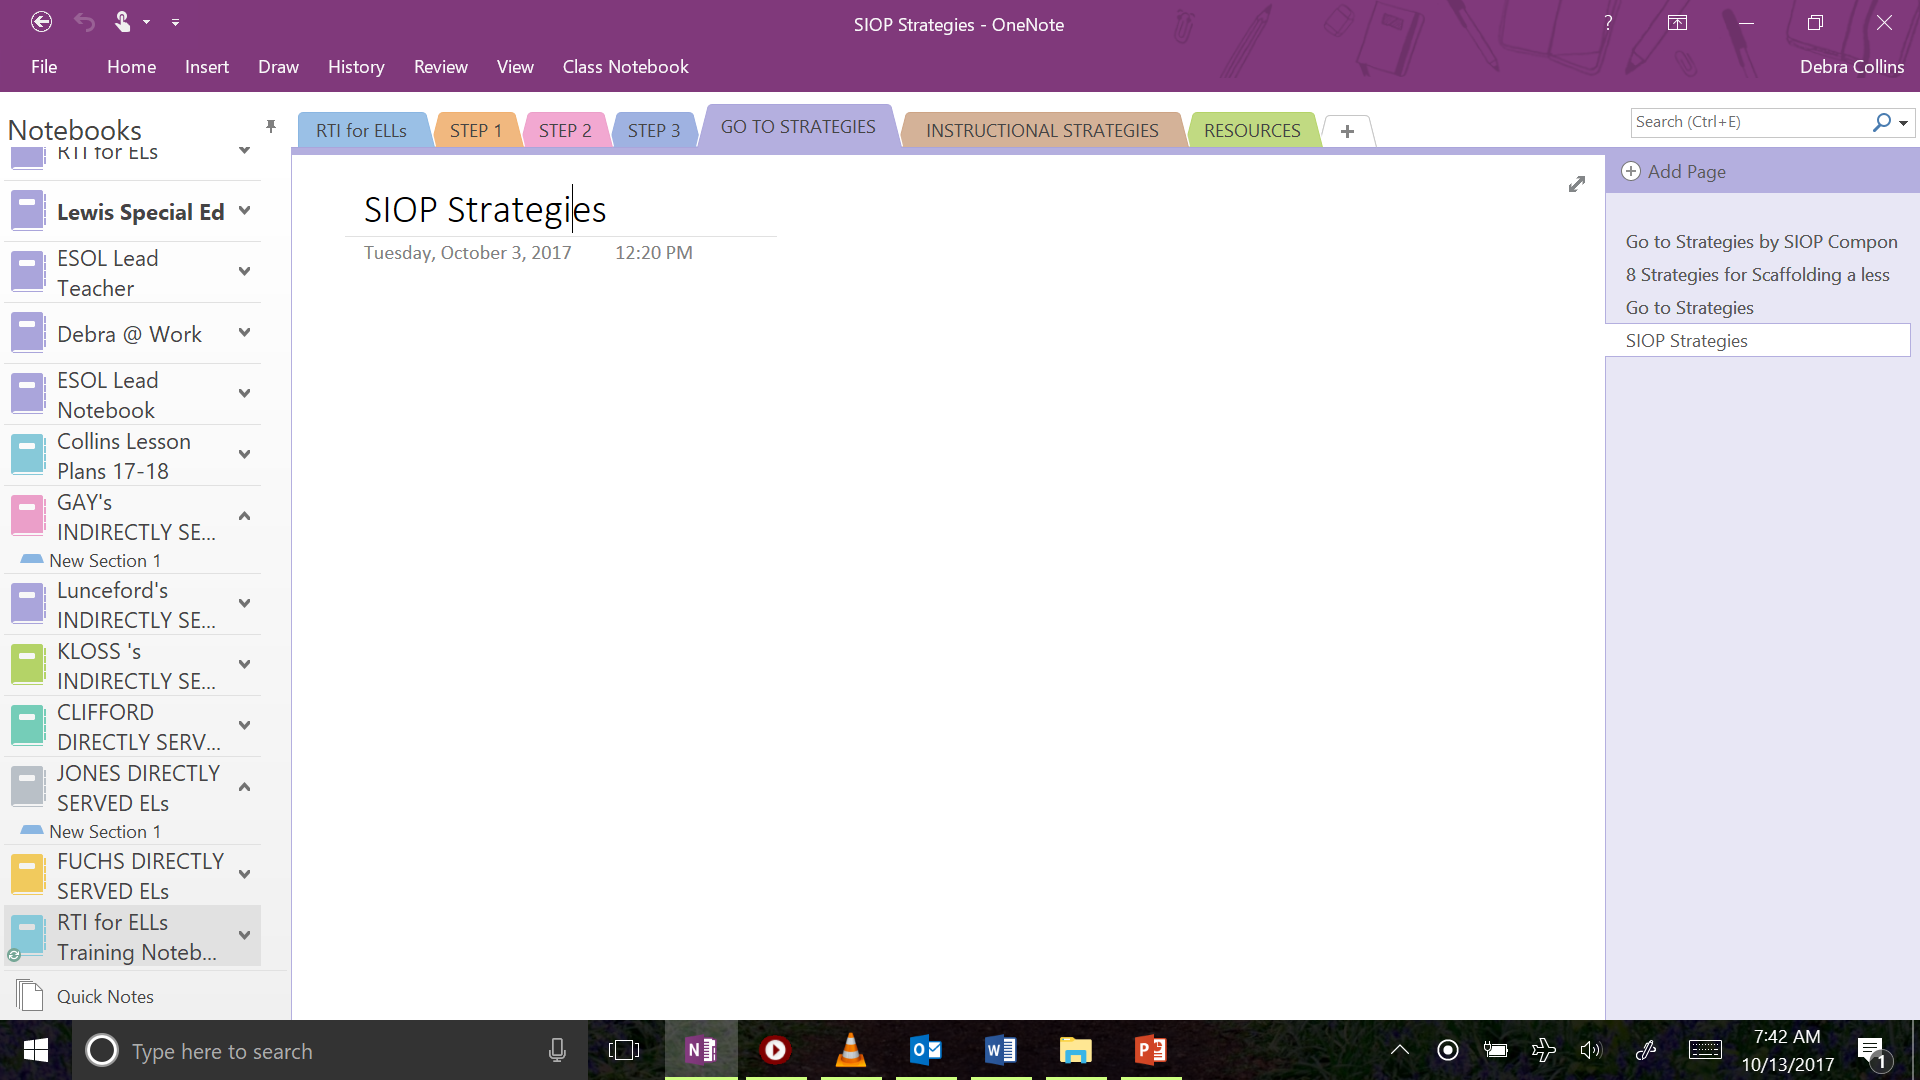 SIOP Strategies - OneNote
?
File Home Insert Draw History Review View Class Notebook
Debra Collins
Notebooks
RTI for ELLs STEP 1 STEP 2 STEP 3 GO TO STRATEGIES INSTRUCTIONAL STRATEGIES RESOURCES +
Search (Ctrl+E)
RTI for ELs
Lewis Special Ed
ESOL Lead
Teacher
Debra @ Work
ESOL Lead
Notebook
Collins Lesson
Plans 17-18
GAY's
INDIRECTLY SE...
New Section 1
Lunceford's
INDIRECTLY SE...
KLOSS 's
INDIRECTLY SE...
CLIFFORD
DIRECTLY SERV...
JONES DIRECTLY
SERVED ELs
New Section 1
FUCHS DIRECTLY
SERVED ELs
RTI for ELLs
Training Noteb...
Quick Notes
SIOP Strategies
Tuesday, October 3, 2017 12:20 PM
Add Page
Go to Strategies by SIOP Compon
8 Strategies for Scaffolding a less
Go to Strategies
SIOP Strategies
Type here to search
7:42 AM
10/13/2017
1